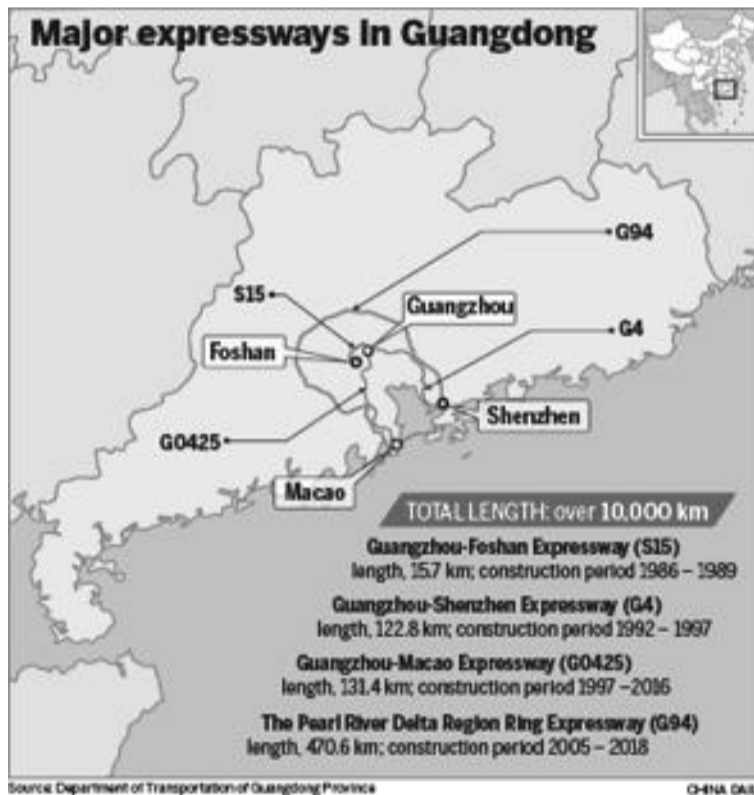 Major expressways in Guangdong
G94
S15
Guangzhou
G4
Foshan
Shenzhen
G0425
Macao
TOTAL LENGTH: over 10,000 km
Guangzhou-Foshan Expressway (S15)
length, 15.7 km; construction period 1986 – 1989
Guangzhou-Shenzhen Expressway (G4)
length, 122.8 km; construction period 1992 – 1997
Guangzhou-Macao Expressway (G0425)
length, 131.4 km; construction period 1997 –2016
The Pearl River Delta Region Ring Expressway (G94)
length, 470.6 km; construction period 2005 – 2018
Source: Department of Transportation of Guangdong Province
CHINA DAI